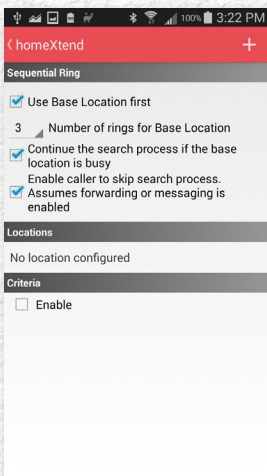 100% 3:22 PM
homeXtend
Sequential Ring
Use Base Location first
3 Number of rings for Base Location
Continue the search process if the base
location is busy
Enable caller to skip search process.
Assumes forwarding or messaging is
enabled
Locations
No location configured
Criteria
Enable